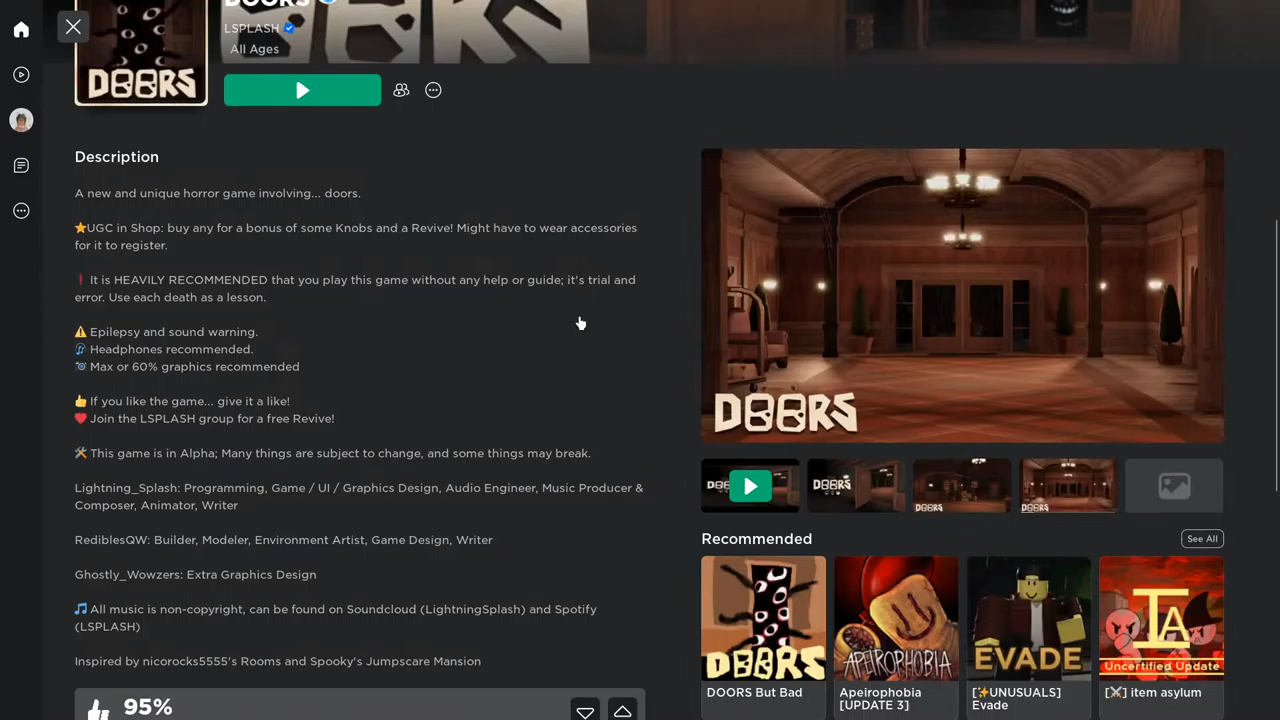 DOORS
LSPLASH
All Ages
DOORS
Description
A new and unique horror game involving... doors.
⭐UGC in Shop: buy any for a bonus of some Knobs and a Revive! Might have to wear accessories
for it to register.
❗ It is HEAVILY RECOMMENDED that you play this game without any help or guide; it's trial and
error. Use each death as a lesson.
⚠️ Epilepsy and sound warning.
🎧 Headphones recommended.
Max or 60% graphics recommended
👍 If you like the game... give it a like!
❤️ Join the LSPLASH group for a free Revive!
🛠️ This game is in Alpha; Many things are subject to change, and some things may break.
Lightning_Splash: Programming, Game / UI / Graphics Design, Audio Engineer, Music Producer &
Composer, Animator, Writer
RediblesQW: Builder, Modeler, Environment Artist, Game Design, Writer
Ghostly_Wowzers: Extra Graphics Design
🎵 All music is non-copyright, can be found on Soundcloud (LightningSplash) and Spotify
(LSPLASH)
Inspired by nicorocks5555's Rooms and Spooky's Jumpscare Mansion
95%
DOORS
DOORS
DOORS
DOORS
Recommended
See All
DOORS
APEIROPHOBIA
EVADE
IA
Uncertified Update
DOORS But Bad
Apeirophobia
[UPDATE 3]
[✨UNUSUALS]
Evade
[⚔️] item asylum